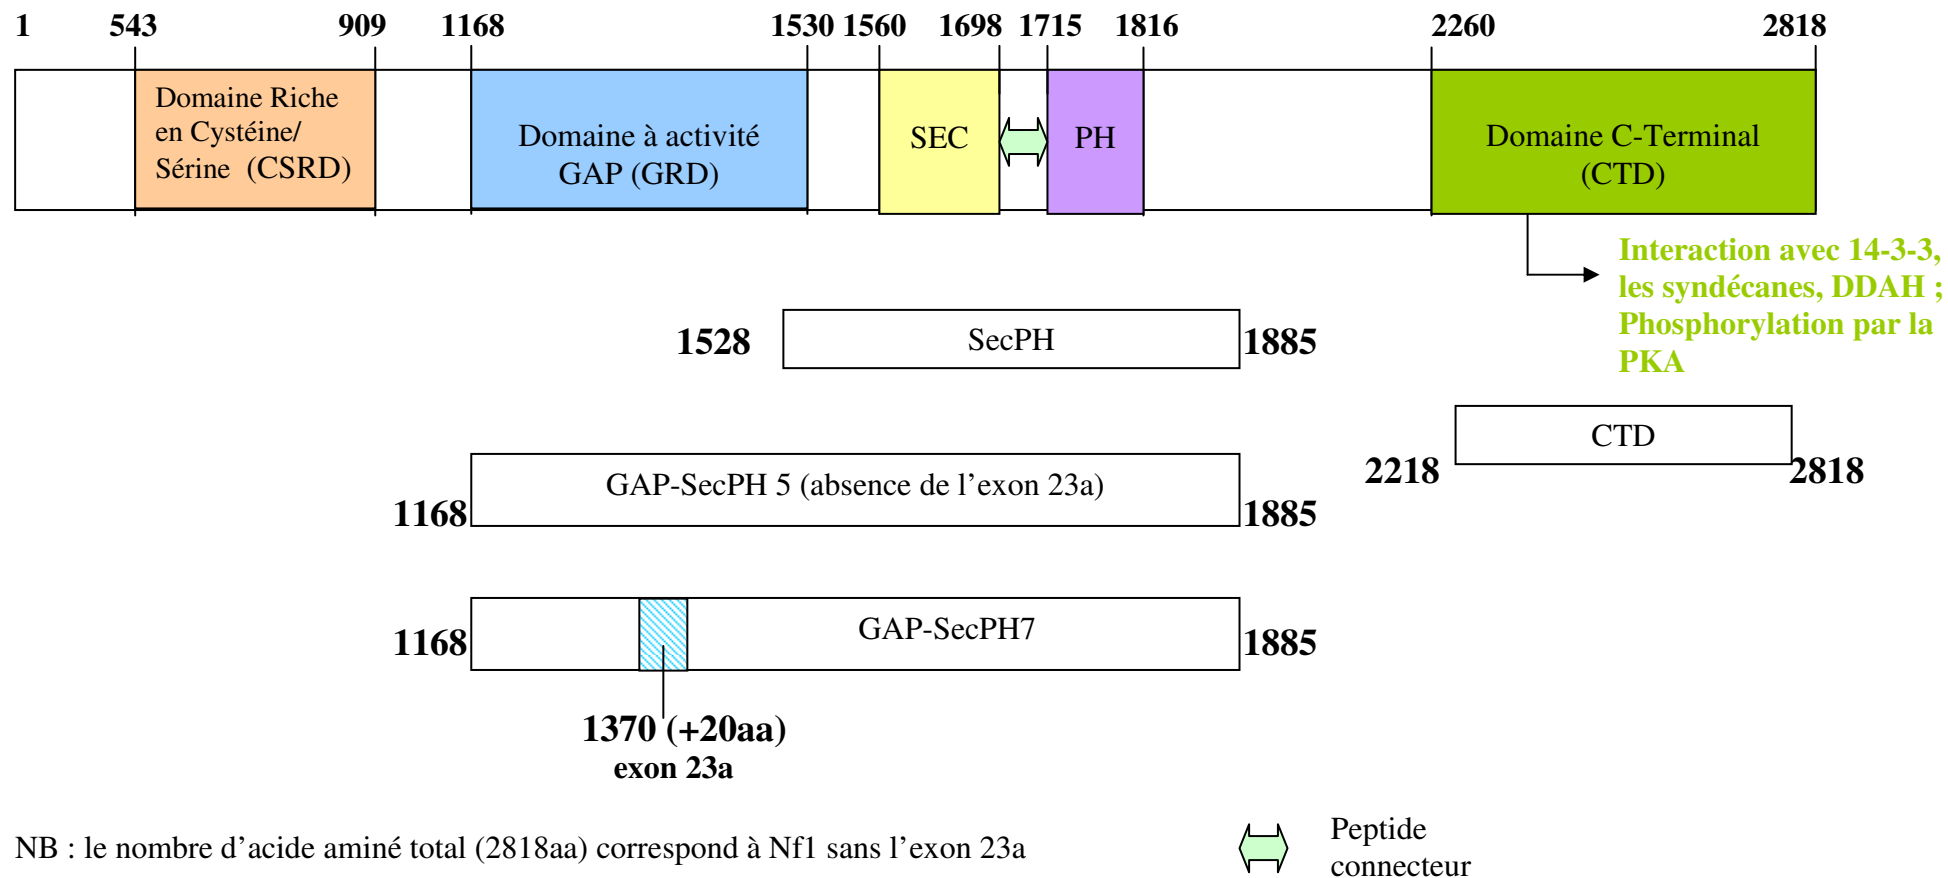 1 543 909 1168 1530 1560 1698 1715 1816 2260 2818
Domaine Riche
en Cystéine/
Sérine (CSRD)
Domaine à activité
GAP (GRD)
SEC
PH
Domaine C-Terminal
(CTD)
Interaction avec 14-3-3,
les syndécanes, DDAH ;
Phosphorylation par la
PKA
1528 SecPH 1885
CTD
2218 2818
GAP-SecPH 5 (absence de l'exon 23a)
1168 1885
GAP-SecPH7
1168 1885
1370 (+20aa)
exon 23a
NB : le nombre d'acide aminé total (2818aa) correspond à Nf1 sans l'exon 23a
Peptide
connecteur